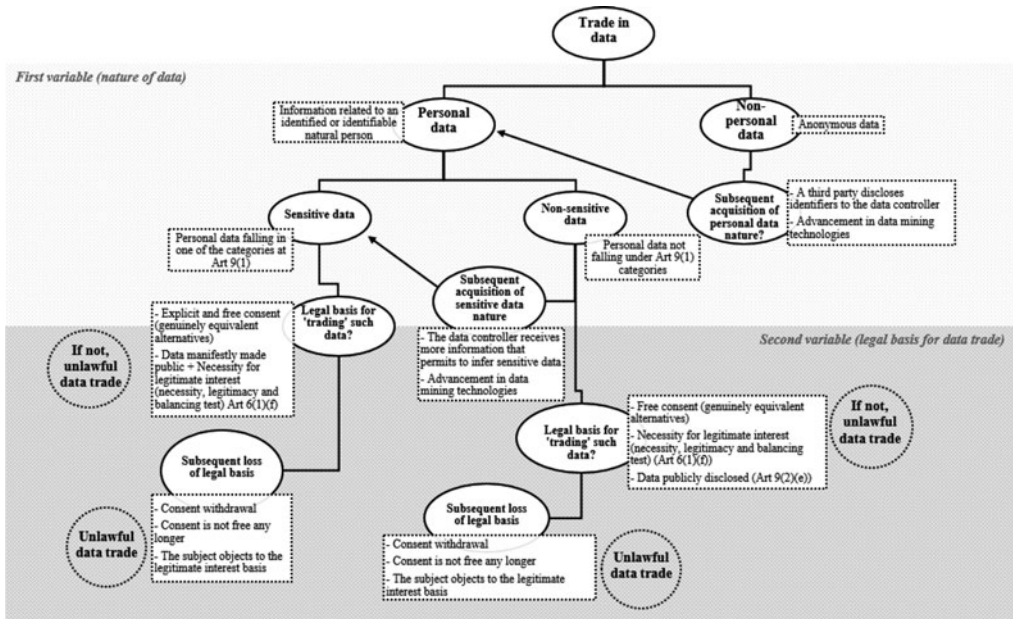 Trade in
data
First variable (nature of data)
Information related to an
identified or identifiable
natural person
Personal
data
Non-
personal
data
Anonymous data
Sensitive data
Non-sensitive
data
Subsequent
acquisition of
personal data
nature?
- A third party discloses
identifiers to the data controller
- Advancement in data mining
technologies
Personal data falling in
one of the categories at
Art 9(1)
Personal data not
falling under Art 9(1)
categories
Subsequent
acquisition of
sensitive data
nature
Legal basis for
'trading' such
data?
- Explicit and free consent
(genuinely equivalent
alternatives)
- Data manifestly made
public + Necessity for
legitimate interest
(necessity, legitimacy and
balancing test) Art 6(1)(f)
If not,
unlawful
data trade
- The data controller receives
more information that
permits to infer sensitive data
- Advancement in data
mining technologies
Second variable (legal basis for data trade)
Legal basis for
'trading' such
data?
- Free consent (genuinely equivalent
alternatives)
- Necessity for legitimate interest
(necessity, legitimacy and balancing
test) (Art 6(1)(f))
- Data publicly disclosed (Art 9(2)(e))
If not,
unlawful
data trade
Subsequent loss
of legal basis
- Consent withdrawal
- Consent is not free any
longer
- The subject objects to the
legitimate interest basis
Unlawful
data trade
Subsequent loss
of legal basis
- Consent withdrawal
- Consent is not free any longer
- The subject objects to the legitimate
interest basis
Unlawful
data trade